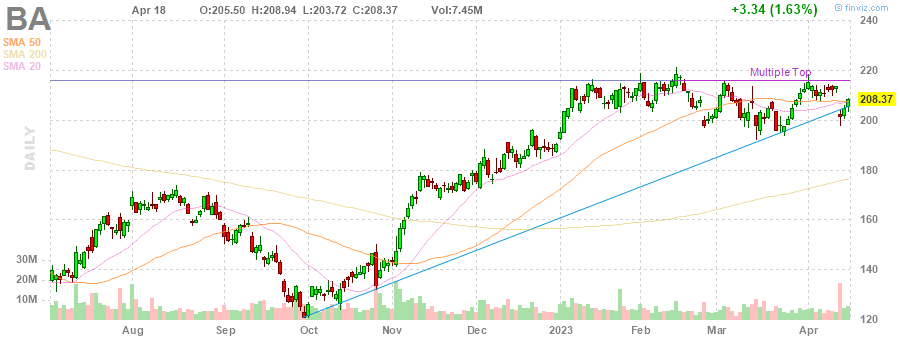 BA Apr 18 O:205.50 H:208.94 L:203.72 C:208.37 Vol:7.45M +3.34 (1.63%) © finviz.com
SMA 50
SMA 200
SMA 20
DAILY
Multiple Top
240
220
208.37
200
180
160
140
120
30M
20M
10M
Aug Sep Oct Nov Dec 2023 Feb Mar Apr